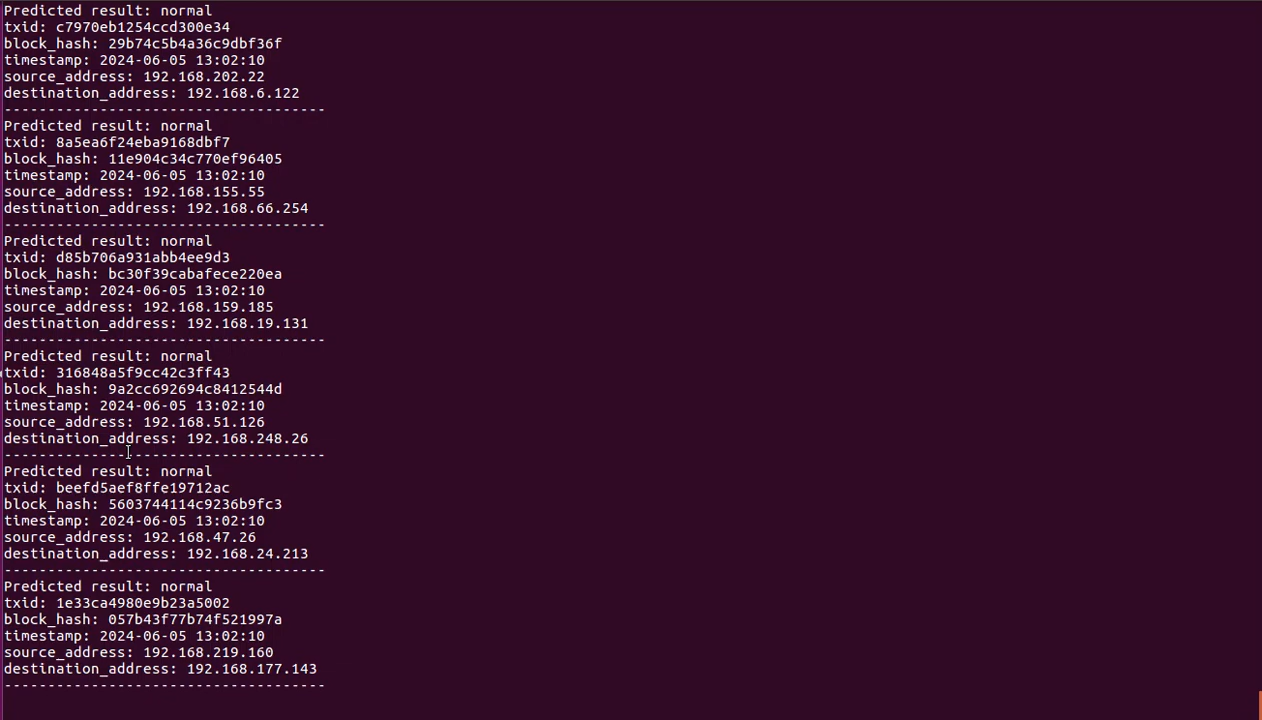 Predicted result: normal
txid: c7970eb1254ccd300e34
block_hash: 29b74c5b4a36c9dbf36f
timestamp: 2024-06-05 13:02:10
source_address: 192.168.202.22
destination_address: 192.168.6.122
-------------------------------------
Predicted result: normal
txid: 8a5ea6f24eba9168dbf7
block_hash: 11e904c34c770ef96405
timestamp: 2024-06-05 13:02:10
source_address: 192.168.155.55
destination_address: 192.168.66.254
-------------------------------------
Predicted result: normal
txid: d85b706a931abb4ee9d3
block_hash: bc30f39cabafece220ea
timestamp: 2024-06-05 13:02:10
source_address: 192.168.159.185
destination_address: 192.168.19.131
-------------------------------------
Predicted result: normal
txid: 316848a5f9cc42c3ff43
block_hash: 9a2cc692694c8412544d
timestamp: 2024-06-05 13:02:10
source_address: 192.168.51.126
destination_address: 192.168.248.26
-------------------------------------
Predicted result: normal
txid: beefd5aef8ffe19712ac
block_hash: 5603744114c9236b9fc3
timestamp: 2024-06-05 13:02:10
source_address: 192.168.47.26
destination_address: 192.168.24.213
-------------------------------------
Predicted result: normal
txid: 1e33ca4980e9b23a5002
block_hash: 057b43f77b74f521997a
timestamp: 2024-06-05 13:02:10
source_address: 192.168.219.160
destination_address: 192.168.177.143
-------------------------------------